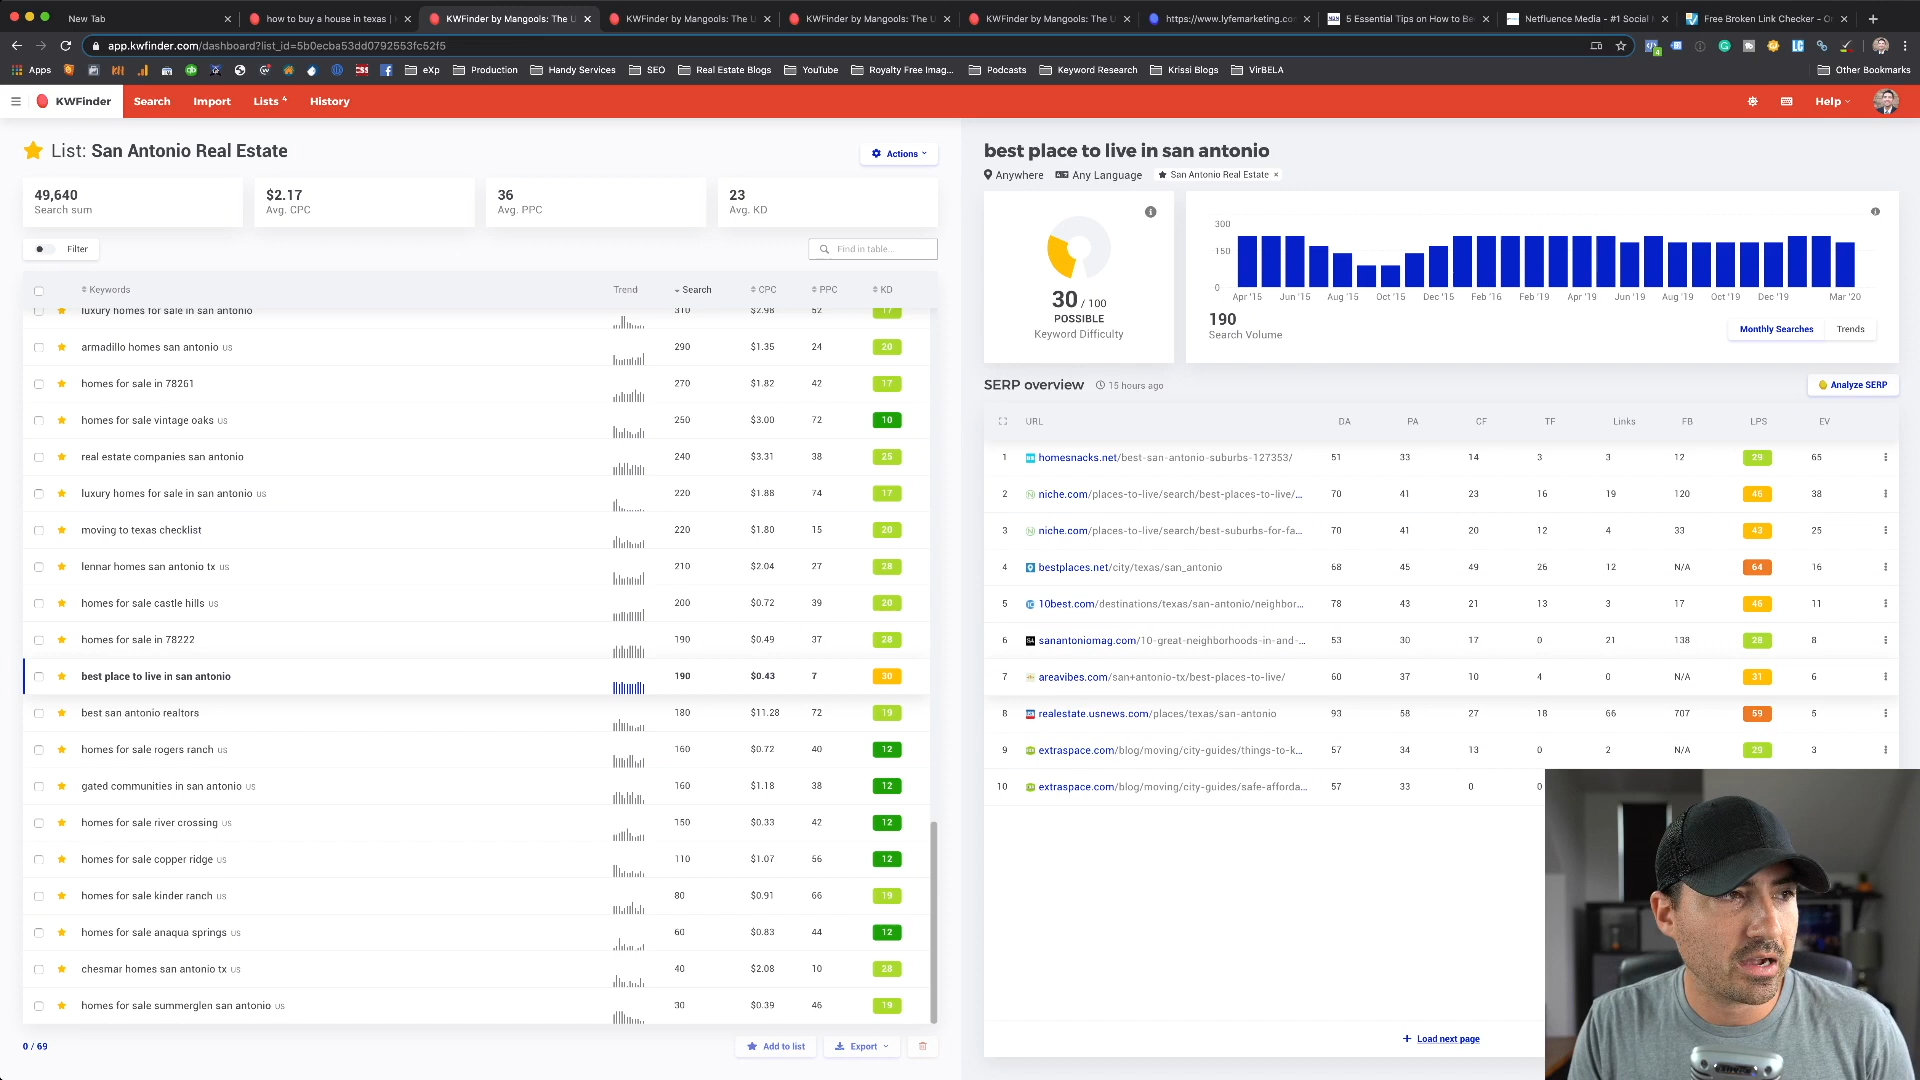 New Tab
how to buy a house in texas |
KWFinder by Mangools: The U
KWFinder by Mangools: The U
KWFinder by Mangools: The U
KWFinder by Mangools: The U
https://www.lyfemarketing.com
5 Essential Tips on How to Be
Netfluence Media - #1 Social
Free Broken Link Checker - On
app.kwfinder.com/dashboard?list_id=5b0ecba53dd0792553fc52f5
Apps eXp Production Handy Services SEO Real Estate Blogs YouTube Royalty Free Imag... Podcasts Keyword Research Krissi Blogs VirBELA Other Bookmarks
KWFinder Search Import Lists 4 History Help
List: San Antonio Real Estate
Actions
49,640
Search sum
$2.17
Avg. CPC
36
Avg. PPC
23
Avg. KD
Filter
Find in table...
Keywords Trend Search CPC PPC KD
luxury homes for sale in san antonio 310 $2.98 52 17
armadillo homes san antonio US 290 $1.35 24 20
homes for sale in 78261 270 $1.82 42 17
homes for sale vintage oaks US 250 $3.00 72 10
real estate companies san antonio 240 $3.31 38 25
luxury homes for sale in san antonio US 220 $1.88 74 17
moving to texas checklist 220 $1.80 15 20
lennar homes san antonio tx US 210 $2.04 27 28
homes for sale castle hills US 200 $0.72 39 20
homes for sale in 78222 190 $0.49 37 28
best place to live in san antonio 190 $0.43 7 30
best san antonio realtors 180 $11.28 72 19
homes for sale rogers ranch US 160 $0.72 40 12
gated communities in san antonio US 160 $1.18 38 12
homes for sale river crossing US 150 $0.33 42 12
homes for sale copper ridge US 110 $1.07 56 12
homes for sale kinder ranch US 80 $0.91 66 19
homes for sale anaqua springs US 60 $0.83 44 12
chesmar homes san antonio tx US 40 $2.08 10 28
homes for sale summerglen san antonio US 30 $0.39 46 19
0 / 69
Add to list
Export
best place to live in san antonio
Anywhere Any Language San Antonio Real Estate ×
30 / 100
POSSIBLE
Keyword Difficulty
300
150
0
Apr '15 Jun '15 Aug '15 Oct '15 Dec '15 Feb '16 Feb '19 Apr '19 Jun '19 Aug '19 Oct '19 Dec '19 Mar '20
190
Search Volume
Monthly Searches Trends
SERP overview 15 hours ago
Analyze SERP
URL DA PA CF TF Links FB LPS EV
1 homesnacks.net/best-san-antonio-suburbs-127353/ 51 33 14 3 3 12 29 65
2 niche.com/places-to-live/search/best-places-to-live/... 70 41 23 16 19 120 46 38
3 niche.com/places-to-live/search/best-suburbs-for-fa... 70 41 20 12 4 33 43 25
4 bestplaces.net/city/texas/san_antonio 68 45 49 26 12 N/A 64 16
5 10best.com/destinations/texas/san-antonio/neighbor... 78 43 21 13 3 17 46 11
6 sanantoniomag.com/10-great-neighborhoods-in-and-... 53 30 17 0 21 138 28 8
7 areavibes.com/san+antonio-tx/best-places-to-live/ 60 37 10 4 0 N/A 31 6
8 realestate.usnews.com/places/texas/san-antonio 93 58 27 18 66 707 59 5
9 extraspace.com/blog/moving/city-guides/things-to-k... 57 34 13 0 2 N/A 29 3
10 extraspace.com/blog/moving/city-guides/safe-afforda... 57 33 0 0
Load next page